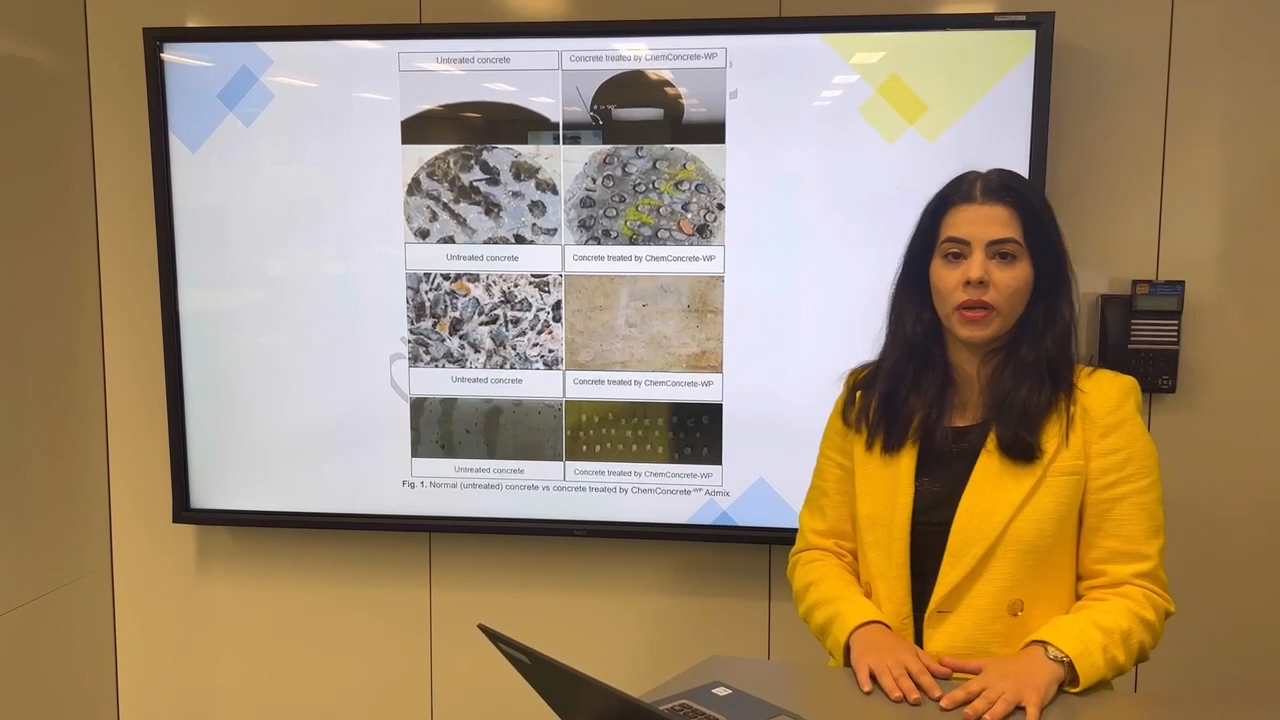 Untreated concrete
Concrete treated by ChemConcrete-WP
Untreated concrete
Concrete treated by ChemConcrete-WP
Untreated concrete
Concrete treated by ChemConcrete-WP
Untreated concrete
Concrete treated by ChemConcrete-WP
Fig. 1. Normal (untreated) concrete vs concrete treated by ChemConcrete-WP Admix.
NEC